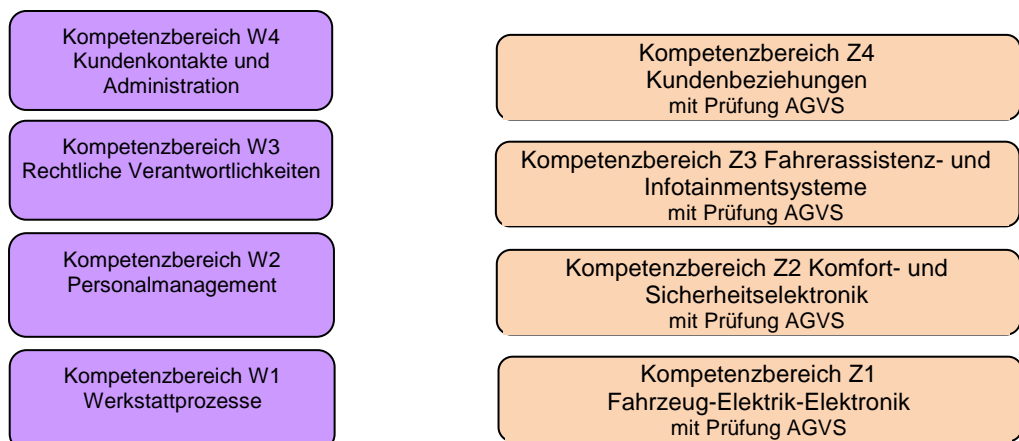 Kompetenzbereich W4
Kundenkontakte und
Administration
Kompetenzbereich W3
Rechtliche Verantwortlichkeiten
Kompetenzbereich W2
Personalmanagement
Kompetenzbereich W1
Werkstattprozesse
Kompetenzbereich Z4
Kundenbeziehungen
mit Prüfung AGVS
Kompetenzbereich Z3 Fahrerassistenz- und
Infotainmentsysteme
mit Prüfung AGVS
Kompetenzbereich Z2 Komfort- und
Sicherheitselektronik
mit Prüfung AGVS
Kompetenzbereich Z1
Fahrzeug-Elektrik-Elektronik
mit Prüfung AGVS